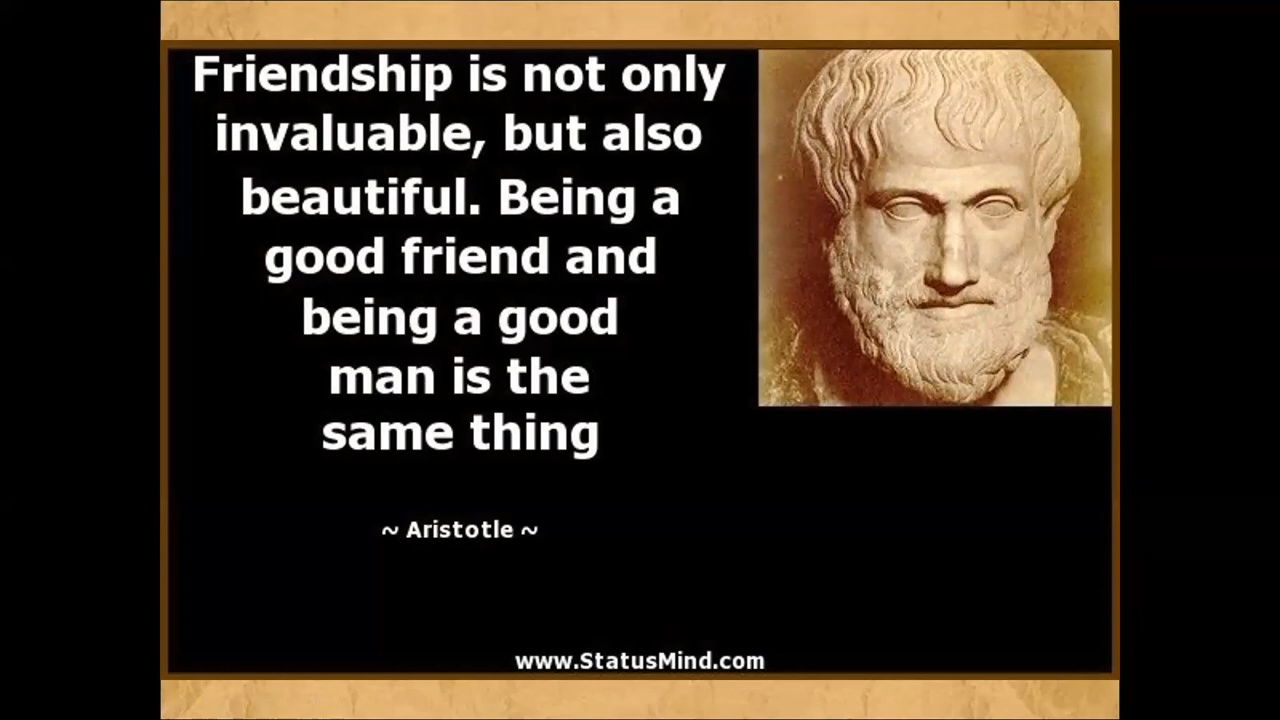 Friendship is not only
invaluable, but also
beautiful. Being a
good friend and
being a good
man is the
same thing
~ Aristotle ~
www.StatusMind.com